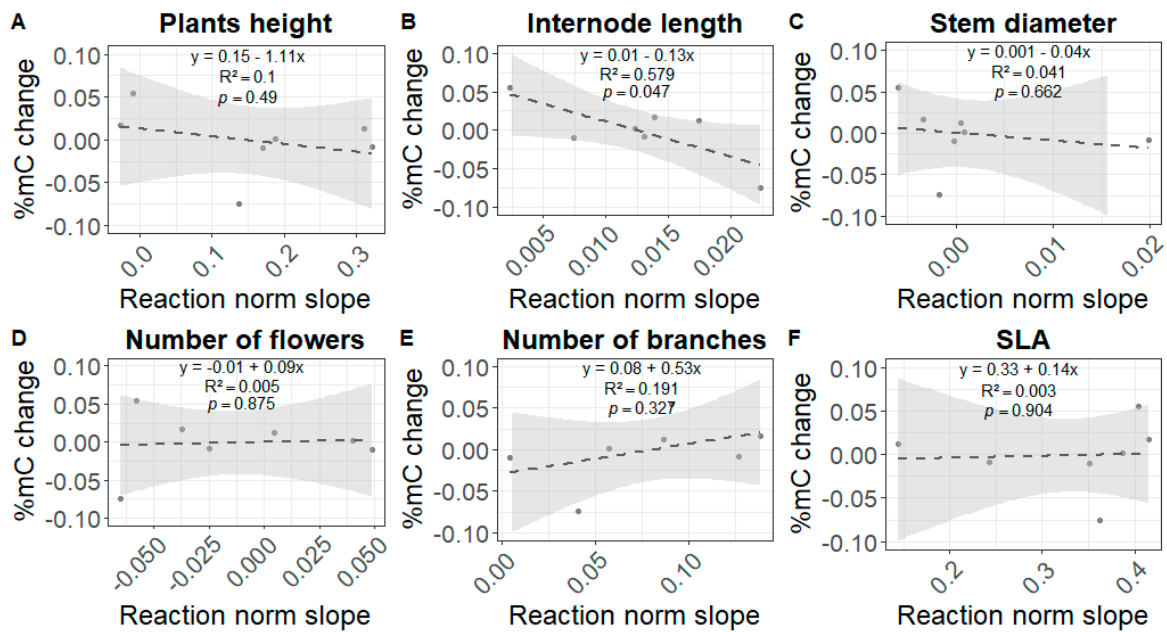 A Plants height
y = 0.15 - 1.11x
R² = 0.1
p = 0.49
%mC change
0.10
0.05
0.00
-0.05
-0.10
0.0
0.1
0.2
0.3
Reaction norm slope
B Internode length
y = 0.01 - 0.13x
R² = 0.579
p = 0.047
%mC change
0.10
0.05
0.00
-0.05
-0.10
0.005
0.010
0.015
0.020
Reaction norm slope
C Stem diameter
y = 0.001 - 0.04x
R² = 0.041
p = 0.662
%mC change
0.10
0.05
0.00
-0.05
-0.10
0.00
0.02
Reaction norm slope
D Number of flowers
y = -0.01 + 0.09x
R² = 0.005
p = 0.875
%mC change
0.10
0.05
0.00
-0.05
-0.10
-0.050
-0.025
0.000
0.025
0.050
Reaction norm slope
E Number of branches
y = 0.08 + 0.53x
R² = 0.191
p = 0.327
%mC change
0.10
0.05
0.00
-0.05
-0.10
0.00
0.05
0.10
Reaction norm slope
F SLA
y = 0.33 + 0.14x
R² = 0.003
p = 0.904
%mC change
0.10
0.05
0.00
-0.05
-0.10
0.2
0.3
0.4
Reaction norm slope